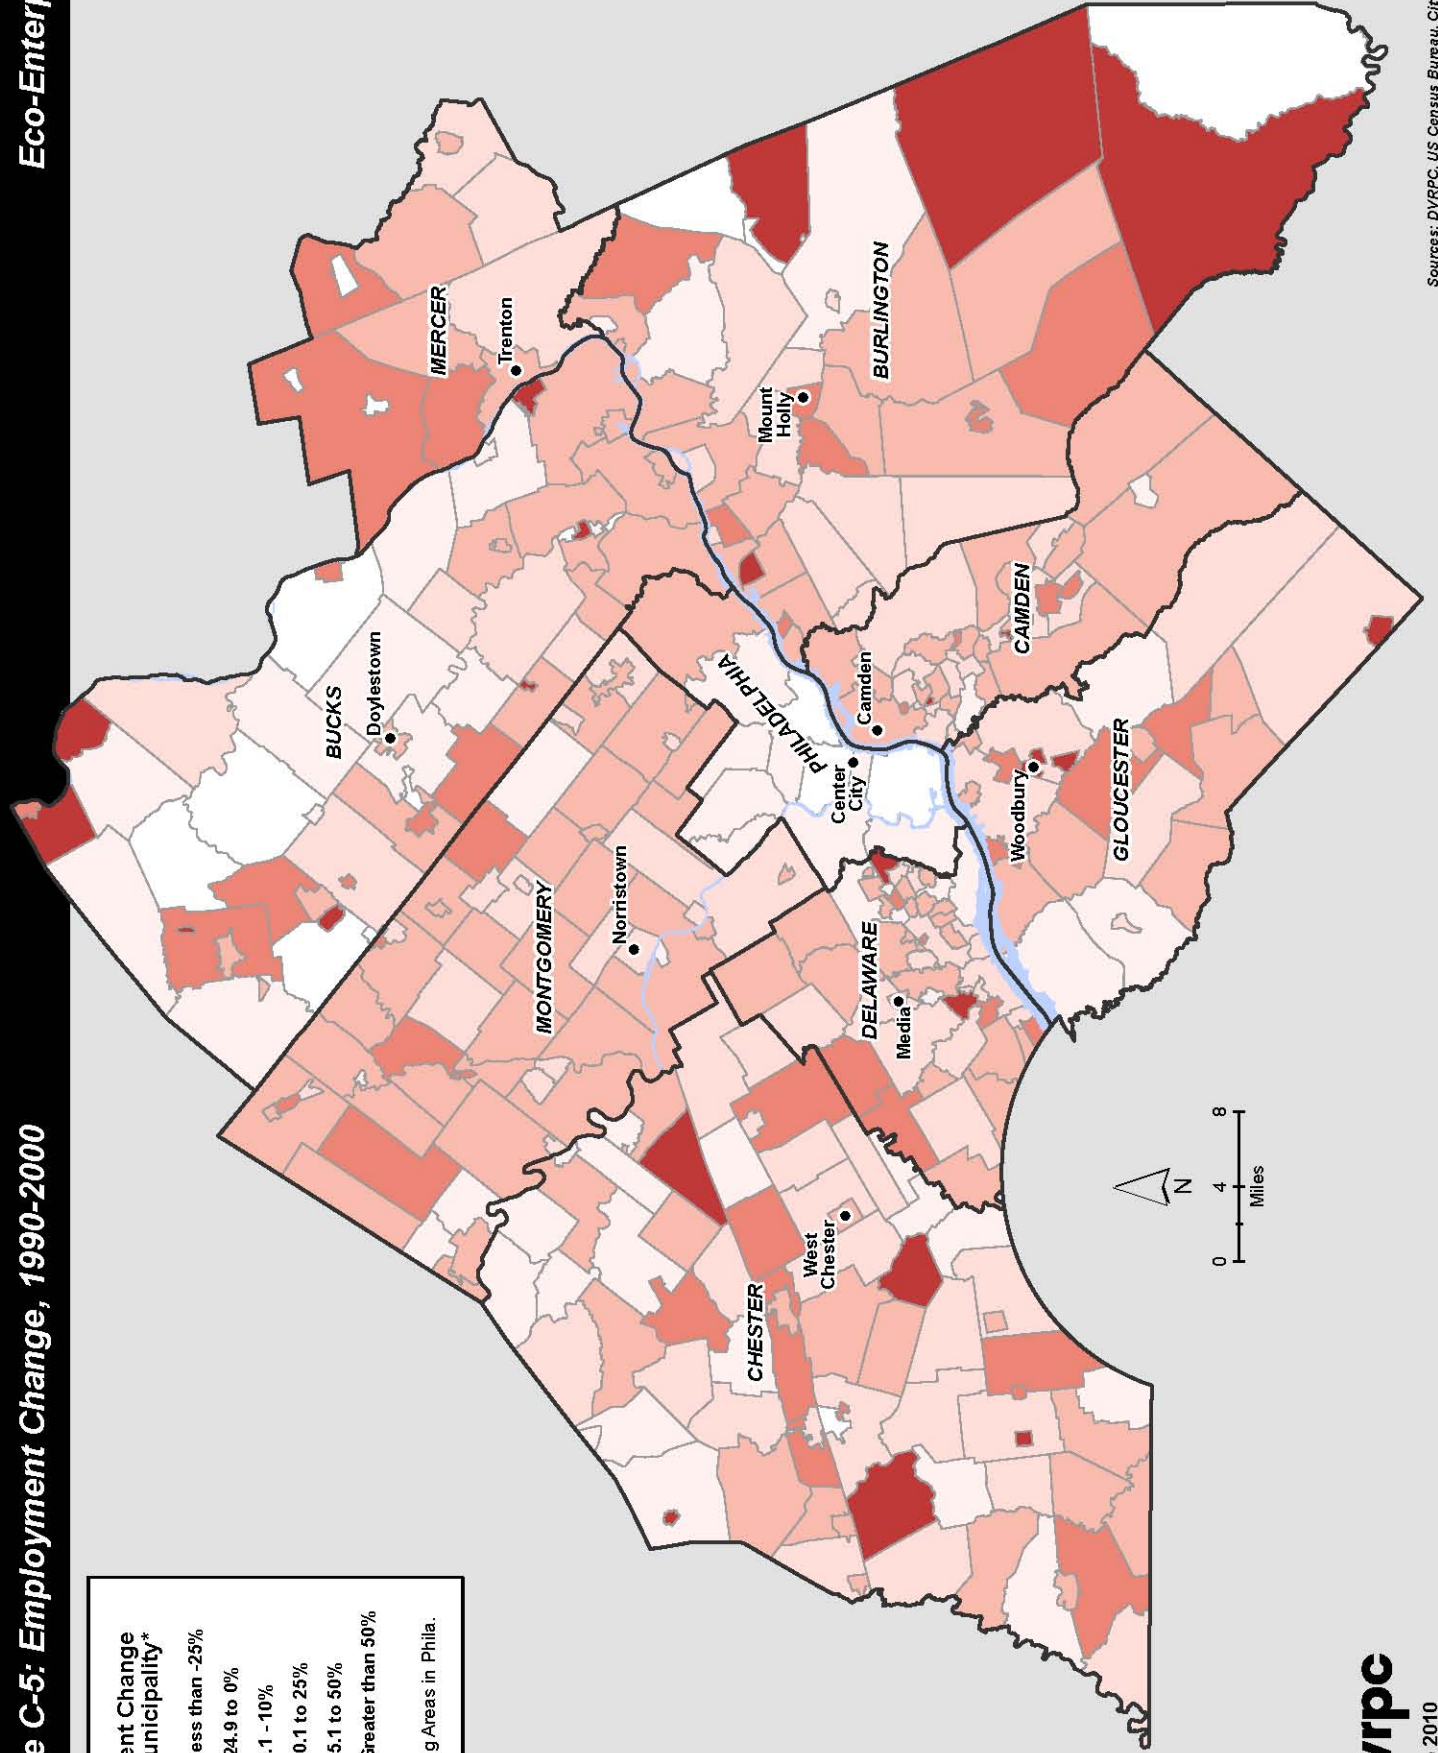 e C-5: Employment Change, 1990-2000
Eco-Enterp
ent Change
unicipality*
ess than -25%
24.9 to 0%
.1 - 10%
0.1 to 25%
5.1 to 50%
Greater than 50%
g Areas in Phila.
BUCKS
Doylestown
MERCER
Trenton
MONTGOMERY
Norristown
PHILADELPHIA
Center
City
Camden
Mount
Holly
BURLINGTON
CHESTER
West
Chester
DELAWARE
Media
Woodbury
GLOUCESTER
CAMDEN
N
0 4 8
Miles
vrpc
2010
Sources: DVRPC, US Census Bureau, Cit